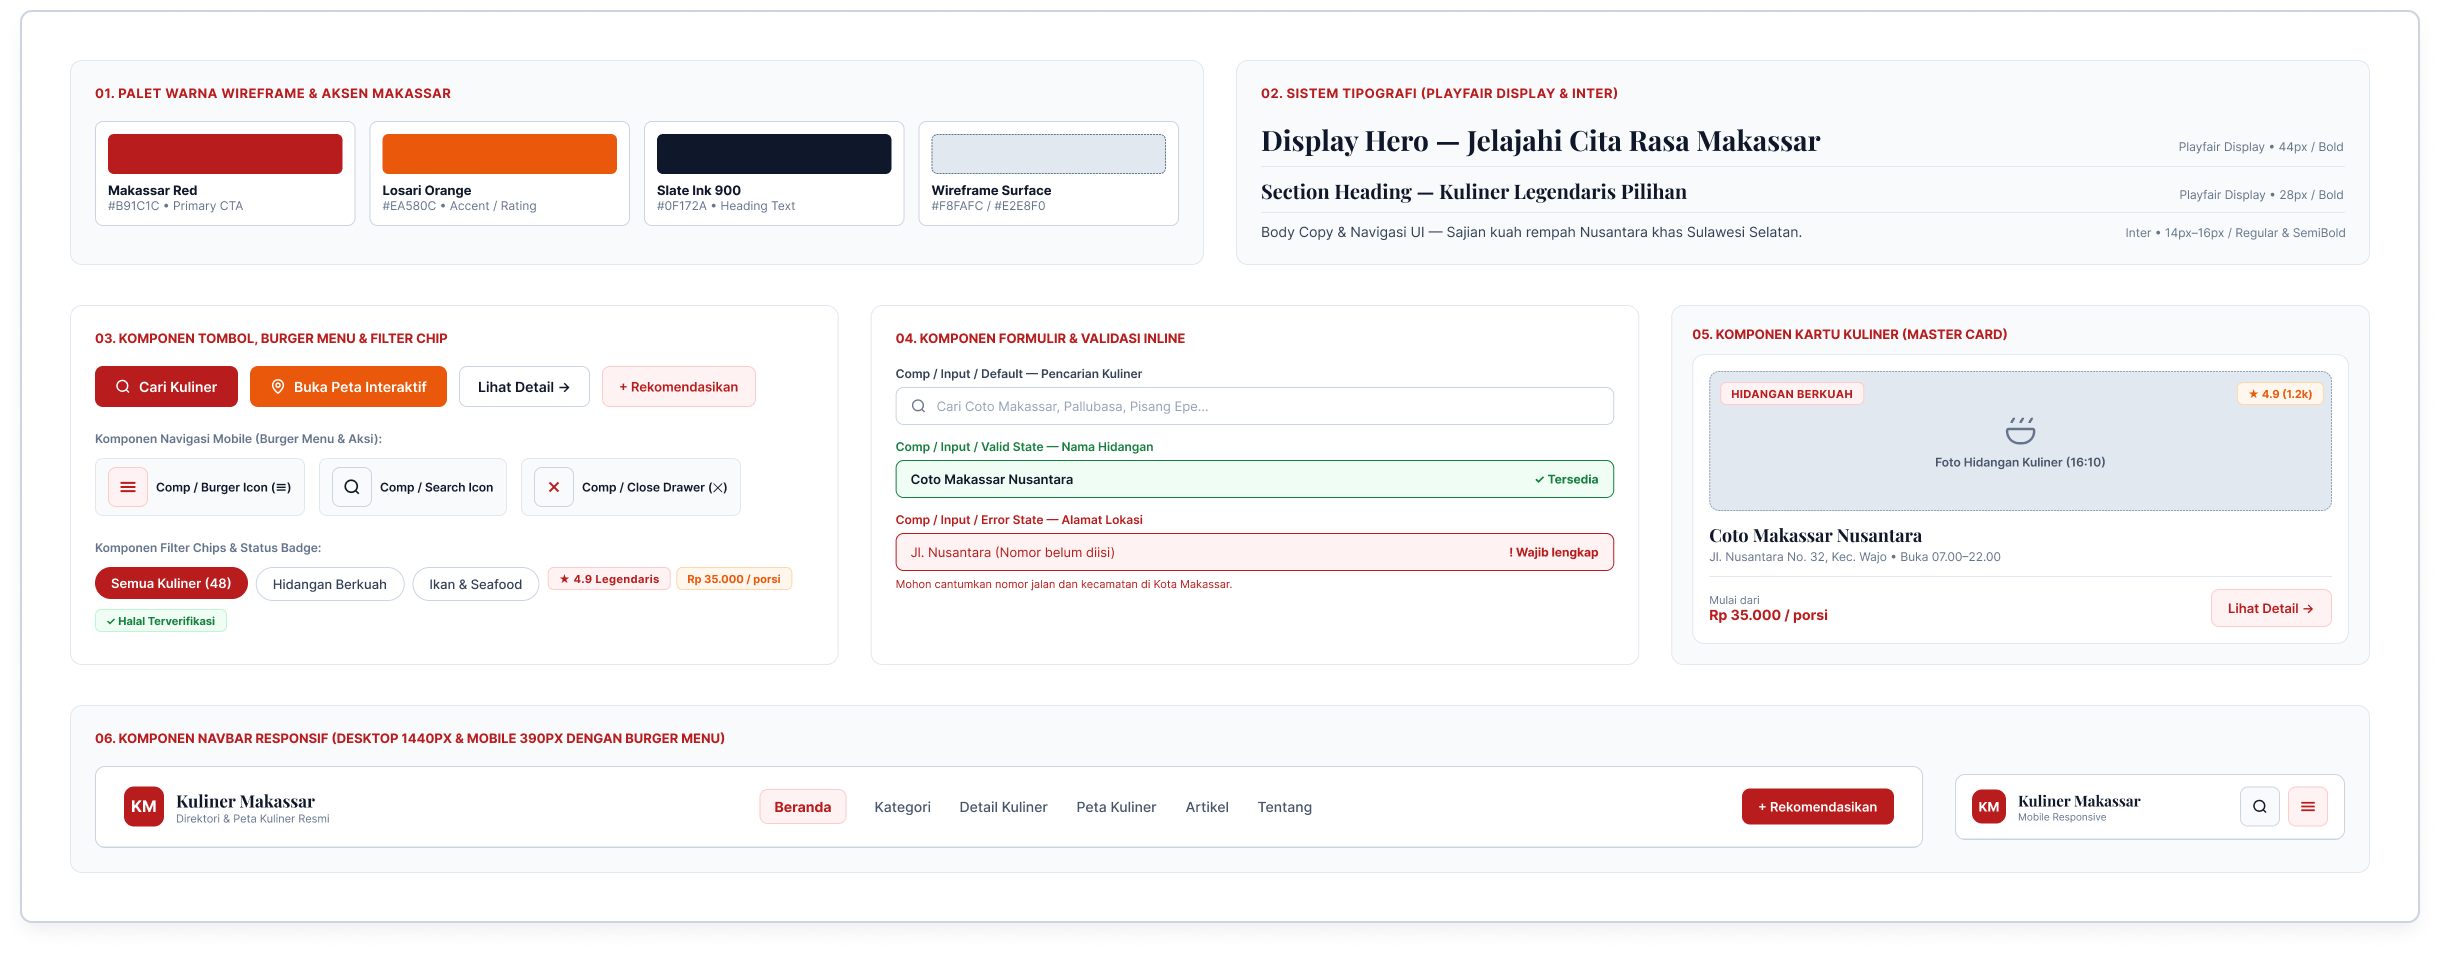 01. PALET WARNA WIREFRAME & AKSEN MAKASSAR
Makassar Red
#B91C1C • Primary CTA
Losari Orange
#EA580C • Accent / Rating
Slate Ink 900
#0F172A • Heading Text
Wireframe Surface
#F8FAFC / #E2E8F0
02. SISTEM TIPOGRAFI (PLAYFAIR DISPLAY & INTER)
Display Hero — Jelajahi Cita Rasa Makassar
Playfair Display • 44px / Bold
Section Heading — Kuliner Legendaris Pilihan
Playfair Display • 28px / Bold
Body Copy & Navigasi UI — Sajian kuah rempah Nusantara khas Sulawesi Selatan.
Inter • 14px–16px / Regular & SemiBold
03. KOMPONEN TOMBOL, BURGER MENU & FILTER CHIP
Cari Kuliner
Buka Peta Interaktif
Lihat Detail →
+ Rekomendasikan
Komponen Navigasi Mobile (Burger Menu & Aksi):
Comp / Burger Icon (≡)
Comp / Search Icon
Comp / Close Drawer (✕)
Komponen Filter Chips & Status Badge:
Semua Kuliner (48)
Hidangan Berkuah
Ikan & Seafood
★ 4.9 Legendaris
Rp 35.000 / porsi
✓ Halal Terverifikasi
04. KOMPONEN FORMULIR & VALIDASI INLINE
Comp / Input / Default — Pencarian Kuliner
Cari Coto Makassar, Pallubasa, Pisang Epe...
Comp / Input / Valid State — Nama Hidangan
Coto Makassar Nusantara
✓ Tersedia
Comp / Input / Error State — Alamat Lokasi
Jl. Nusantara (Nomor belum diisi)
! Wajib lengkap
Mohon cantumkan nomor jalan dan kecamatan di Kota Makassar.
05. KOMPONEN KARTU KULINER (MASTER CARD)
HIDANGAN BERKUAH
★ 4.9 (1.2k)
Foto Hidangan Kuliner (16:10)
Coto Makassar Nusantara
Jl. Nusantara No. 32, Kec. Wajo • Buka 07.00–22.00
Mulai dari
Rp 35.000 / porsi
Lihat Detail →
06. KOMPONEN NAVBAR RESPONSIF (DESKTOP 1440PX & MOBILE 390PX DENGAN BURGER MENU)
KM
Kuliner Makassar
Direktori & Peta Kuliner Resmi
Beranda
Kategori
Detail Kuliner
Peta Kuliner
Artikel
Tentang
+ Rekomendasikan
KM
Kuliner Makassar
Mobile Responsive